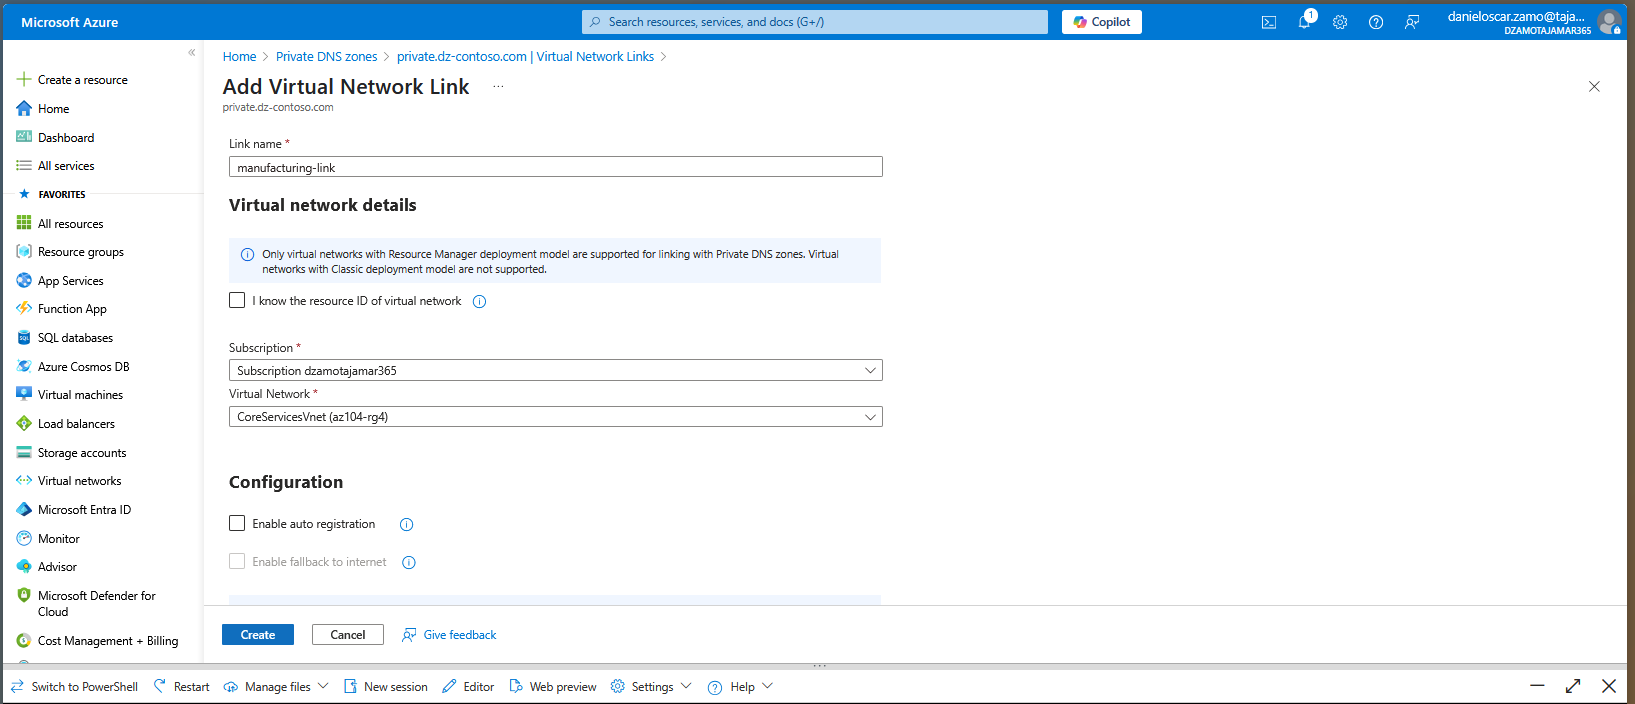 Microsoft Azure
Search resources, services, and docs (G+/)
Copilot
1
danieloscar.zamo@taja...
DZAMOTAJAMAR365
«
Create a resource
Home
Dashboard
All services
FAVORITES
All resources
Resource groups
App Services
Function App
SQL databases
Azure Cosmos DB
Virtual machines
Load balancers
Storage accounts
Virtual networks
Microsoft Entra ID
Monitor
Advisor
Microsoft Defender for
Cloud
Cost Management + Billing
Home > Private DNS zones > private.dz-contoso.com | Virtual Network Links >
Add Virtual Network Link ...
private.dz-contoso.com
Link name *
manufacturing-link
Virtual network details
Only virtual networks with Resource Manager deployment model are supported for linking with Private DNS zones. Virtual
networks with Classic deployment model are not supported.
I know the resource ID of virtual network
Subscription *
Subscription dzamotajamar365
Virtual Network *
CoreServicesVnet (az104-rg4)
Configuration
Enable auto registration
Enable fallback to internet
Create
Cancel
Give feedback
Switch to PowerShell
Restart
Manage files
New session
Editor
Web preview
Settings
Help